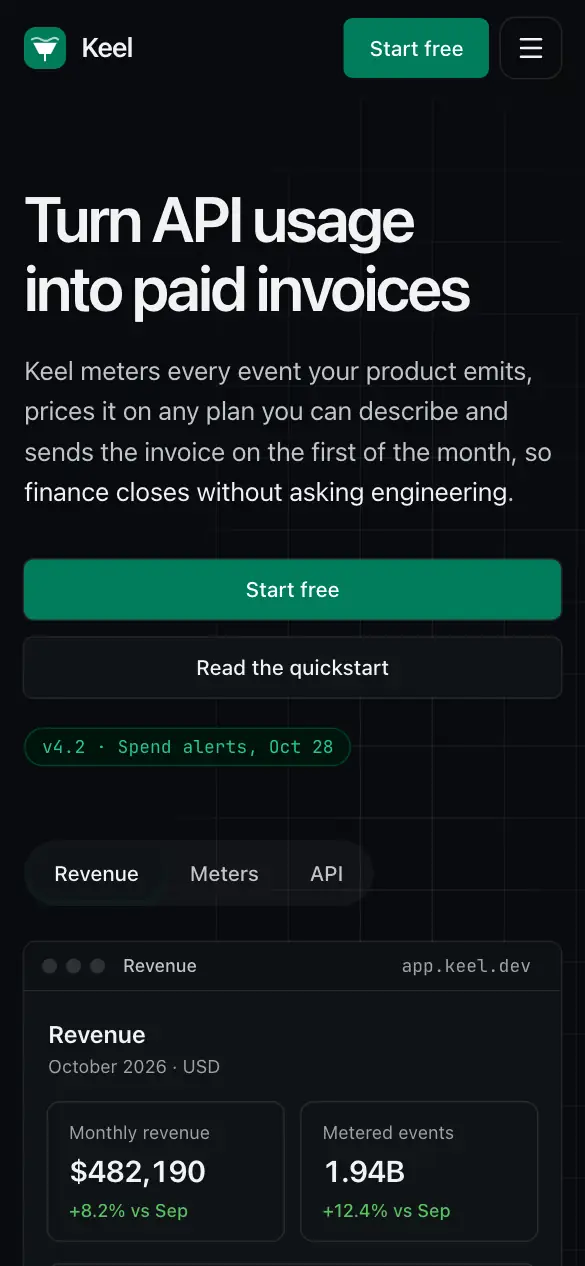 Keel
Start free
Turn API usage
into paid invoices
Keel meters every event your product emits,
prices it on any plan you can describe and
sends the invoice on the first of the month, so
finance closes without asking engineering.
Start free
Read the quickstart
v4.2 · Spend alerts, Oct 28
Revenue
Meters
API
Revenue
app.keel.dev
Revenue
October 2026 · USD
Monthly revenue
$482,190
+8.2% vs Sep
Metered events
1.94B
+12.4% vs Sep